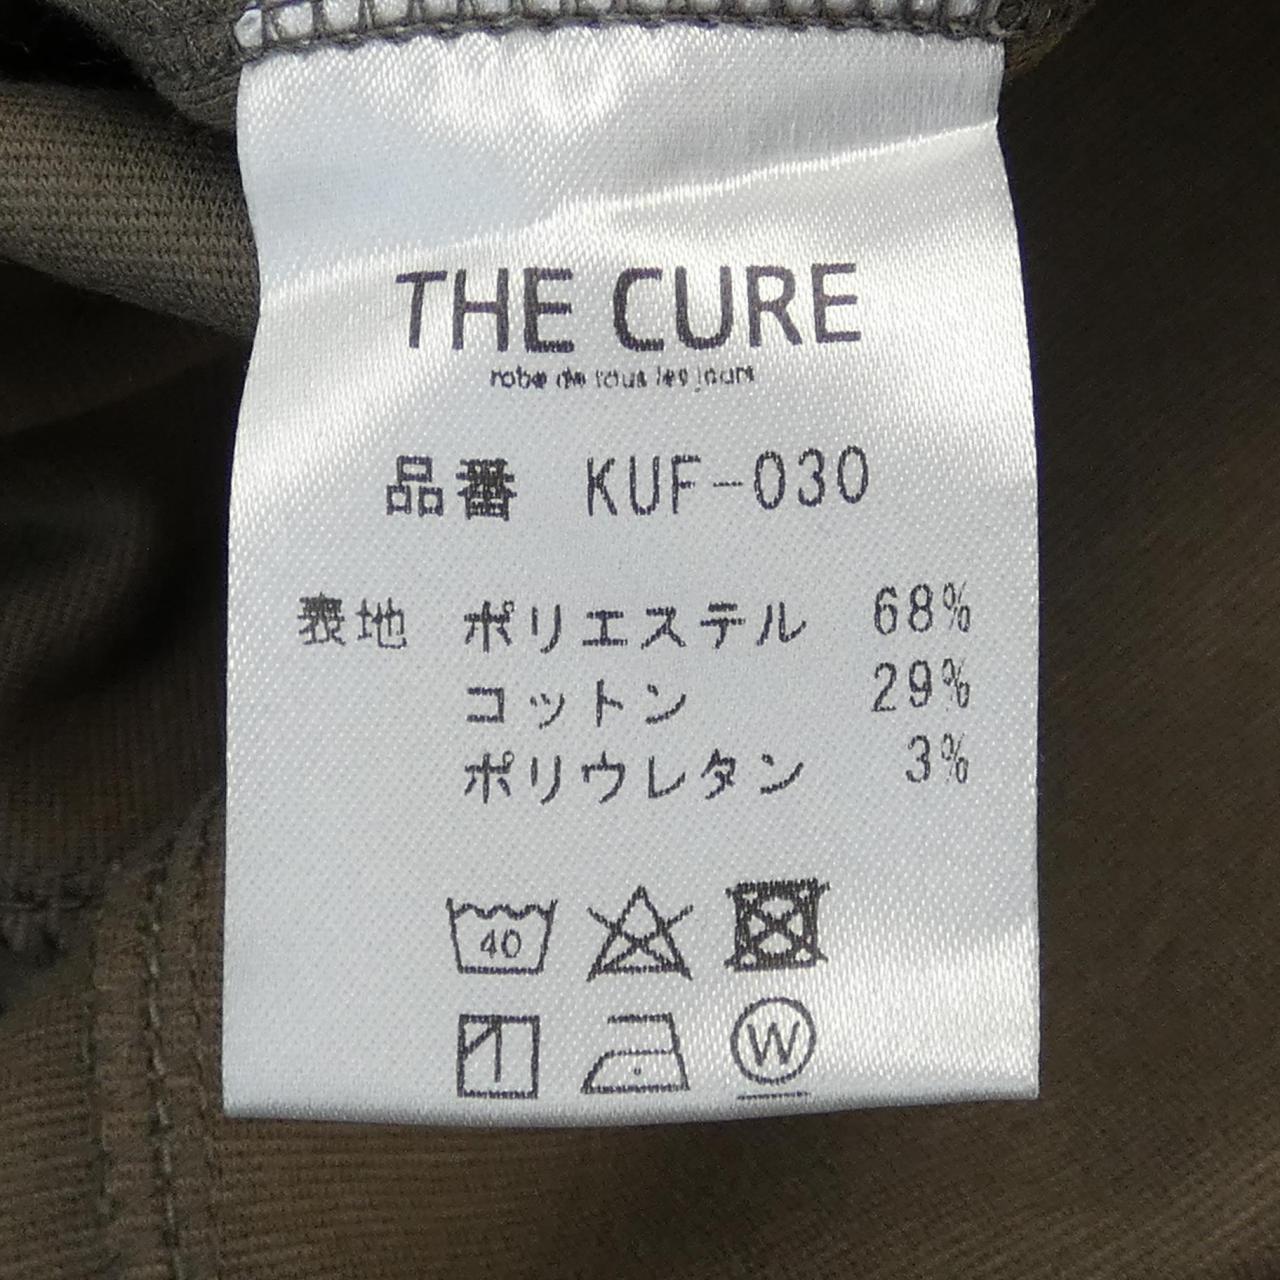 THE CURE
robe de tous les jours
品番 KUF-030
表地 ポリエステル 68%
コットン 29%
ポリウレタン 3%
40
W